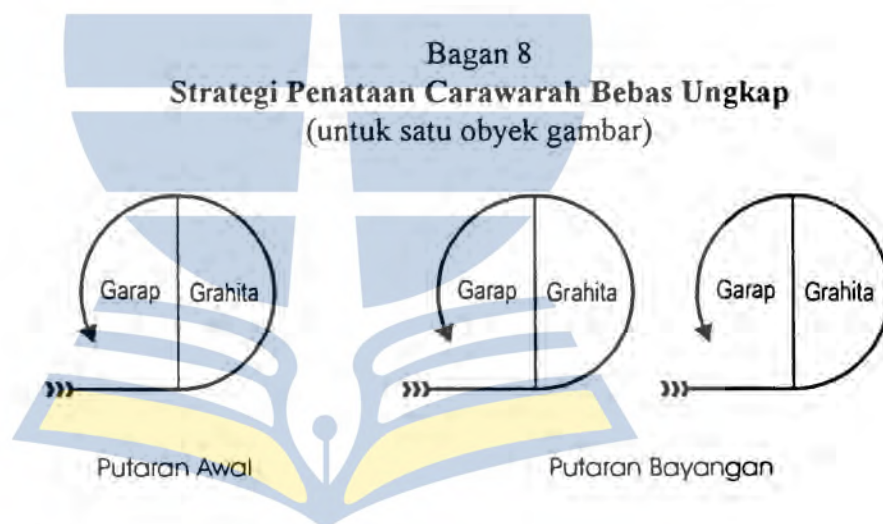 Bagan 8
Strategi Penataan Carawarah Bebas Ungkap
(untuk satu obyek gambar)
Garap Grahita Garap Grahita Garap Grahita
Putaran Awal Putaran Bayangan